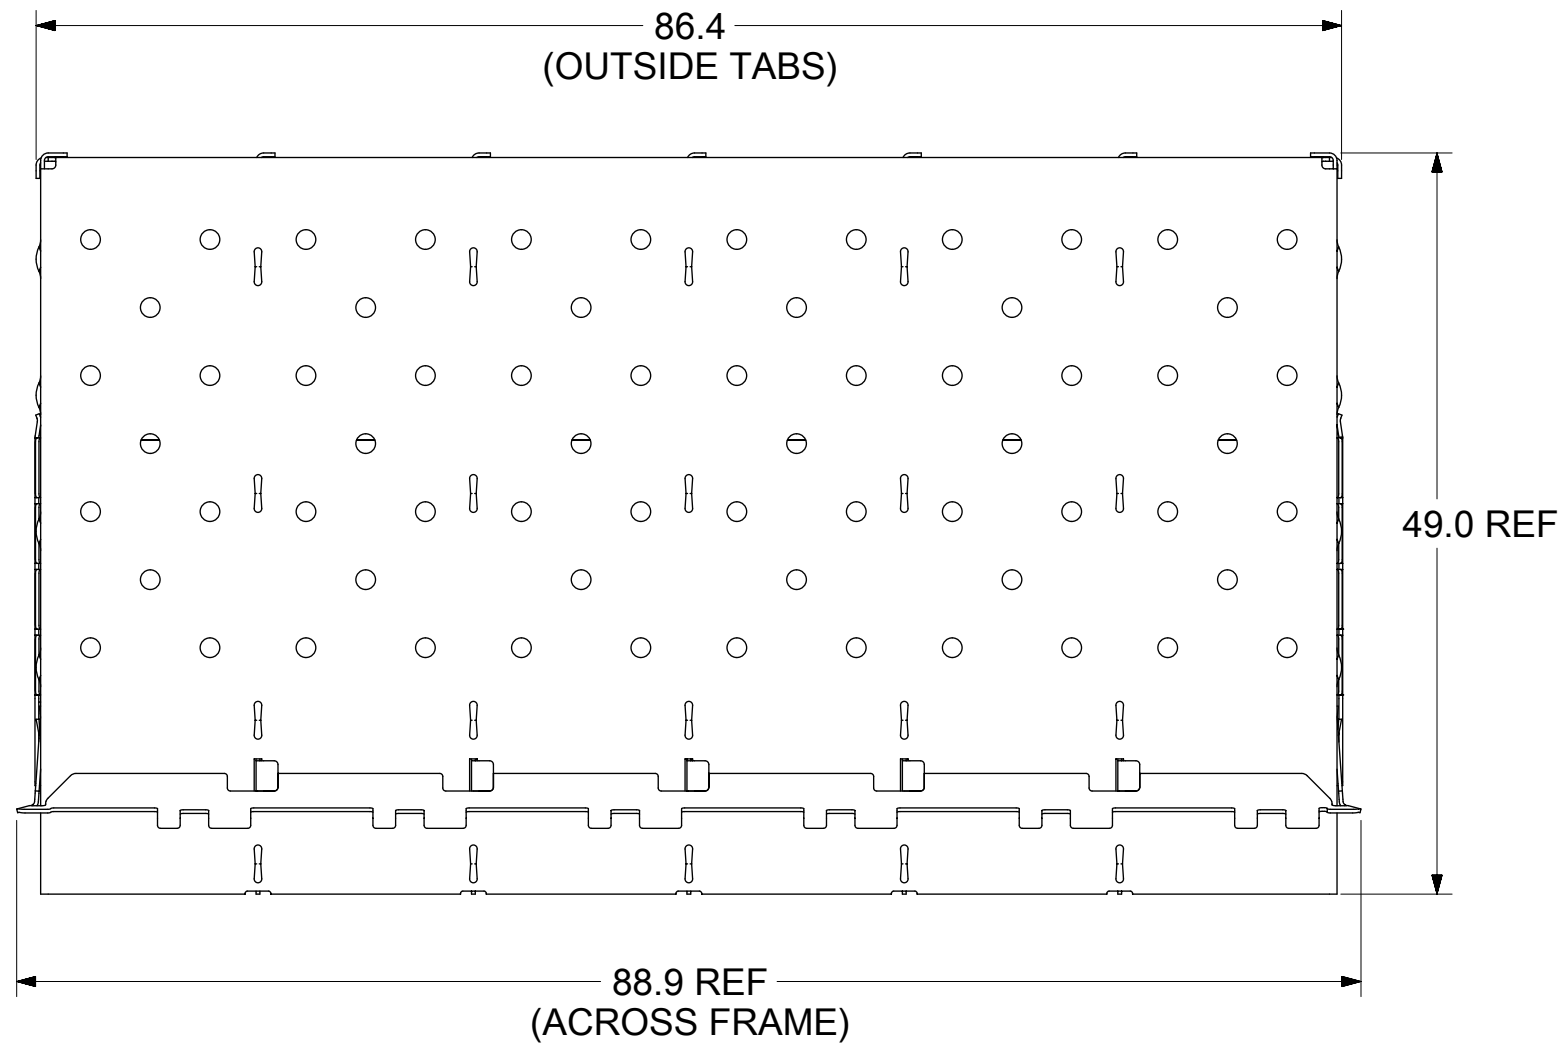 86.4
(OUTSIDE TABS)
49.0 REF
88.9 REF
(ACROSS FRAME)